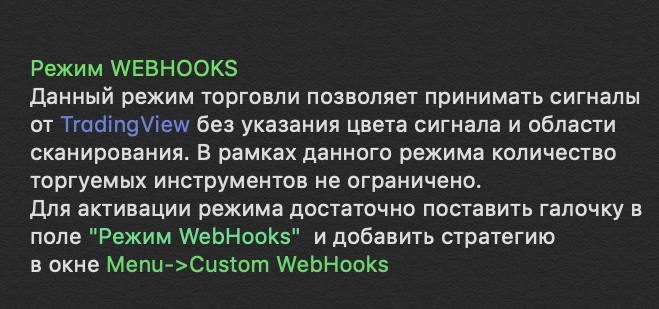 Режим WEBHOOKS
Данный режим торговли позволяет принимать сигналы
от TradingView без указания цвета сигнала и области
сканирования. В рамках данного режима количество
торгуемых инструментов не ограничено.
Для активации режима достаточно поставить галочку в
поле "Режим WebHooks" и добавить стратегию
в окне Menu->Custom WebHooks